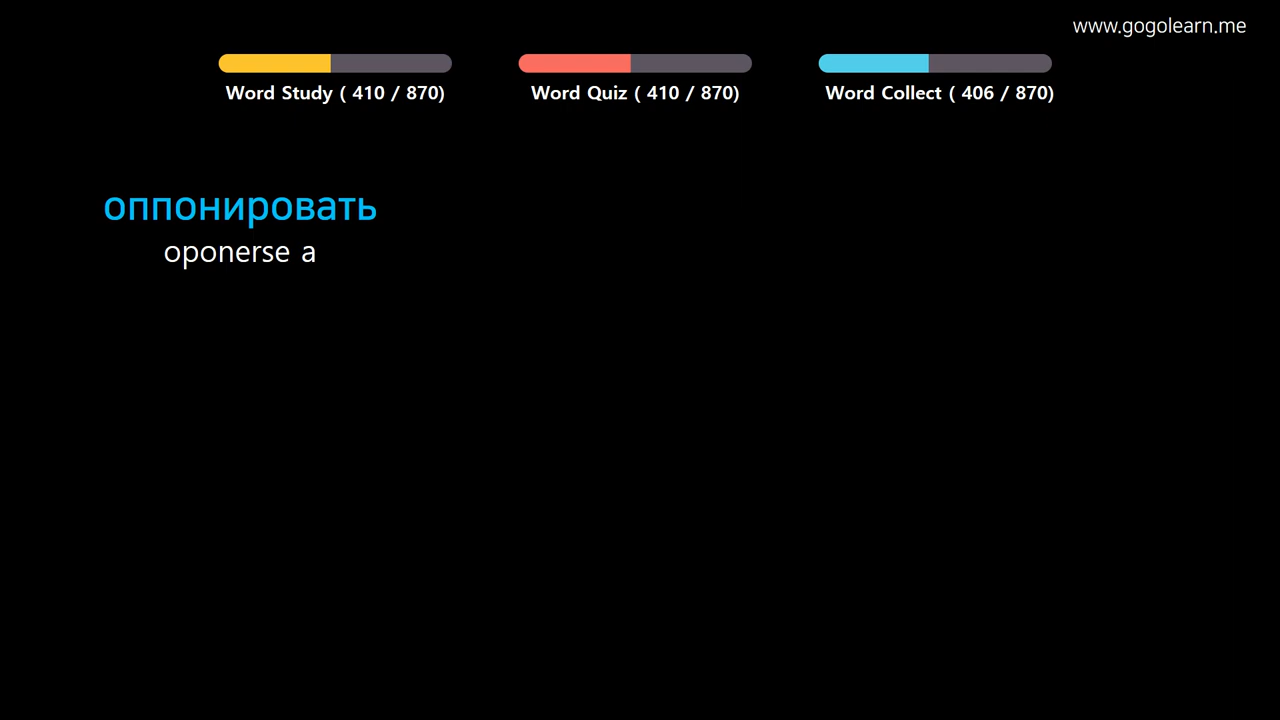 www.gogolearn.me
Word Study ( 410 / 870)
Word Quiz ( 410 / 870)
Word Collect ( 406 / 870)
оппонировать
oponerse a